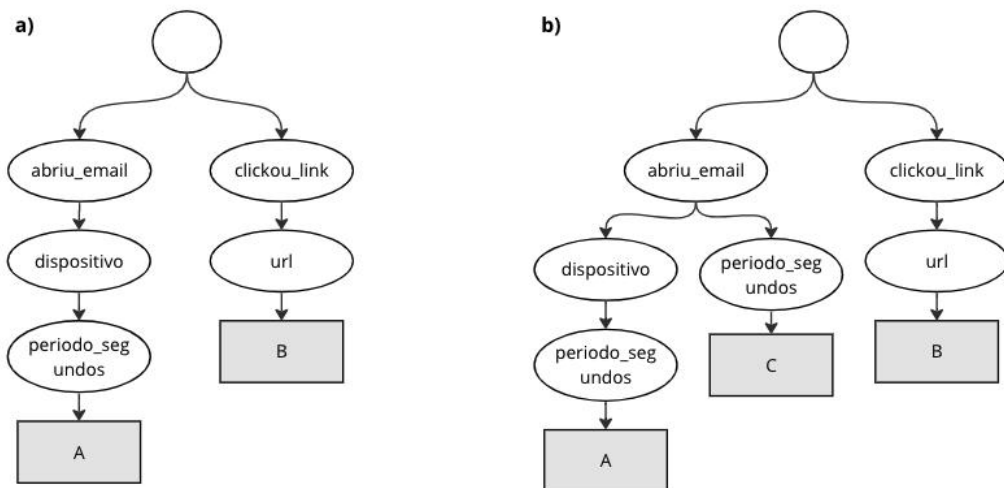 a)
abriu_email
clickou_link
dispositivo
url
periodo_seg
undos
B
A
b)
abriu_email
clickou_link
dispositivo
periodo_seg
undos
url
periodo_seg
undos
C
B
A